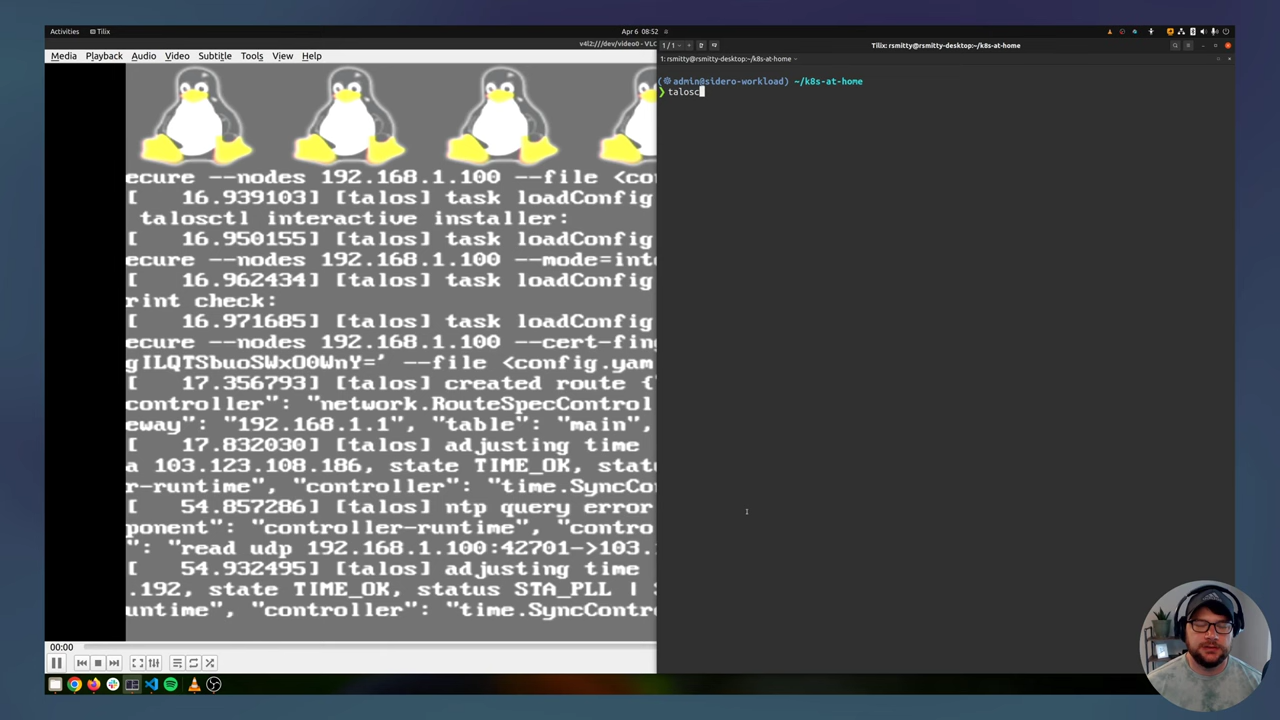 Activities
Tilix
Apr 6 08:52
v4l2:///dev/video0 - VLC
Media Playback Audio Video Subtitle Tools View Help
ecure --nodes 192.168.1.100 --file <co
[ 16.939103] [talos] task loadConfig
talosctl interactive installer:
[ 16.950155] [talos] task loadConfig
ecure --nodes 192.168.1.100 --mode=int
[ 16.962434] [talos] task loadConfig
rint check:
[ 16.971685] [talos] task loadConfig
ecure --nodes 192.168.1.100 --cert-fin
gILQTSbuoSWxO0WnY=' --file <config.yam
[ 17.356793] [talos] created route {"
controller": "network.RouteSpecControl
eway": "192.168.1.1", "table": "main",
[ 17.832030] [talos] adjusting time
a 103.123.108.186, state TIME_OK, statu
r-runtime", "controller": "time.SyncCo
[ 54.857286] [talos] ntp query error
ponent": "controller-runtime", "contro
": "read udp 192.168.1.100:42701->103.
[ 54.932495] [talos] adjusting time
.192, state TIME_OK, status STA_PLL |
untime", "controller": "time.SyncContr
00:00
1/1
Tilix: rsmitty@rsmitty-desktop:~/k8s-at-home
1: rsmitty@rsmitty-desktop:~/k8s-at-home
(admin@sidero-workload) ~/k8s-at-home
❯ talosc